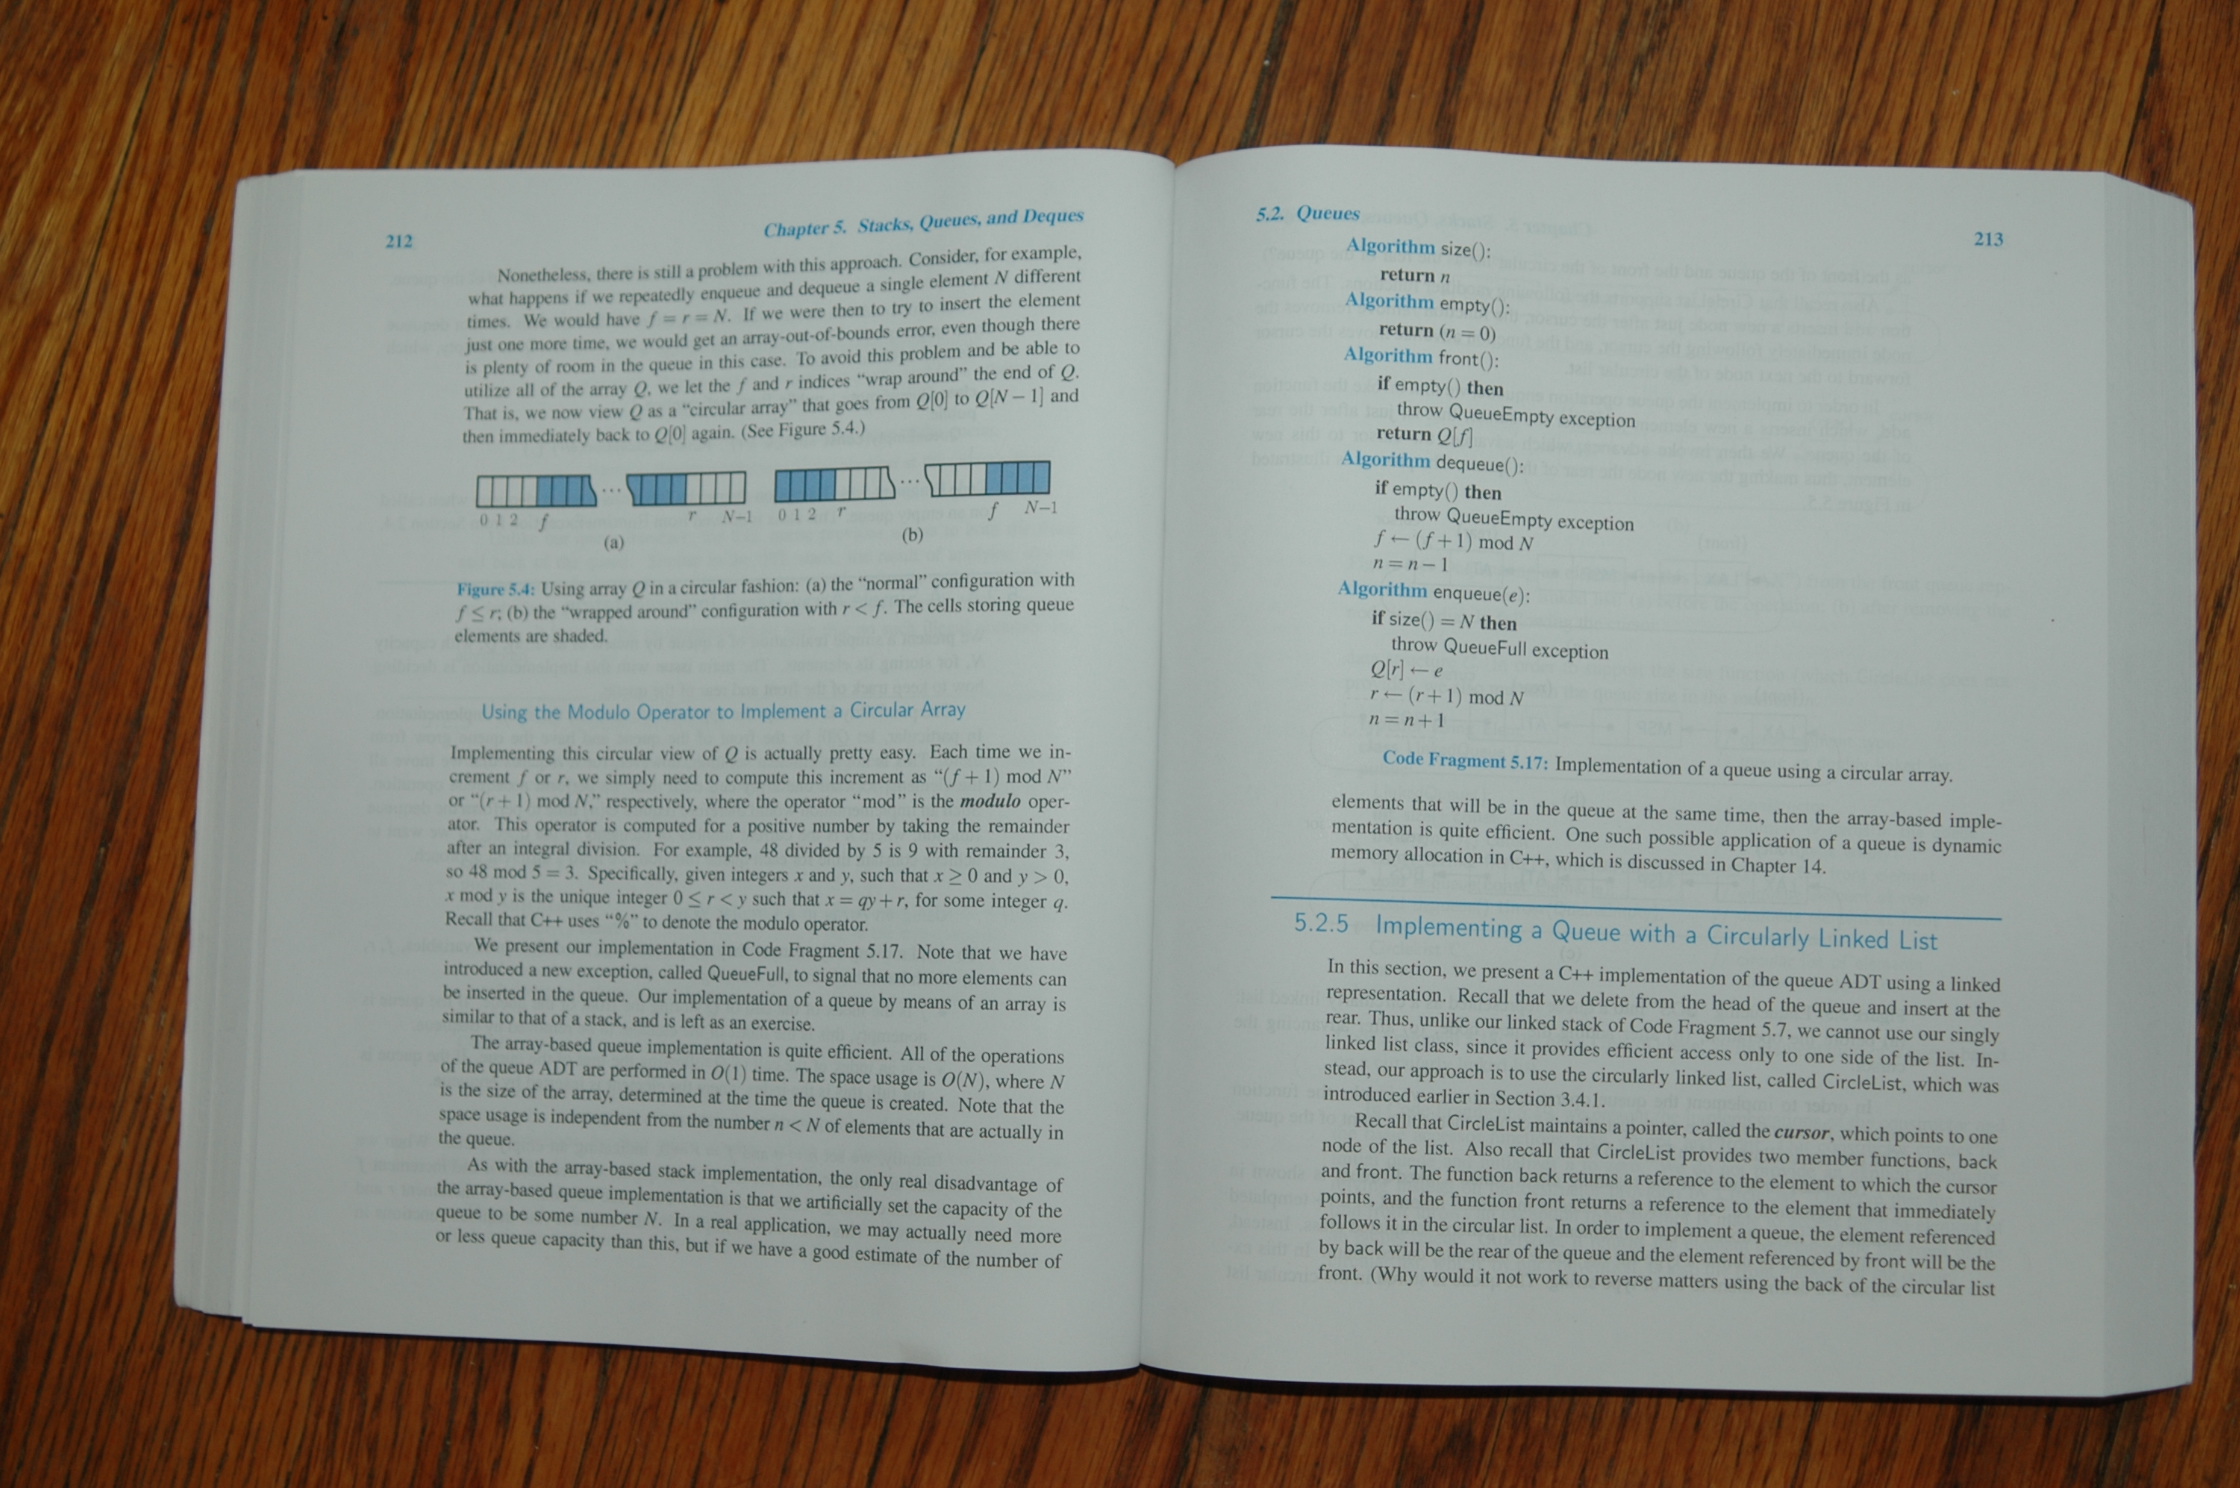 212
Chapter 5. Stacks, Queues, and Deques
Nonetheless, there is still a problem with this approach. Consider, for example,
what happens if we repeatedly enqueue and dequeue a single element N different
times. We would have f = r = N. If we were then to try to insert the element
just one more time, we would get an array-out-of-bounds error, even though there
is plenty of room in the queue in this case. To avoid this problem and be able to
utilize all of the array Q, we let the f and r indices “wrap around” the end of Q.
That is, we now view Q as a “circular array” that goes from Q[0] to Q[N − 1] and
then immediately back to Q[0] again. (See Figure 5.4.)
... ...
0 1 2 f r N−1 0 1 2 r f N−1
(a) (b)
Figure 5.4: Using array Q in a circular fashion: (a) the “normal” configuration with
f ≤ r; (b) the “wrapped around” configuration with r < f. The cells storing queue
elements are shaded.
Using the Modulo Operator to Implement a Circular Array
Implementing this circular view of Q is actually pretty easy. Each time we in-
crement f or r, we simply need to compute this increment as “(f + 1) mod N”
or “(r + 1) mod N,” respectively, where the operator “mod” is the modulo oper-
ator. This operator is computed for a positive number by taking the remainder
after an integral division. For example, 48 divided by 5 is 9 with remainder 3,
so 48 mod 5 = 3. Specifically, given integers x and y, such that x ≥ 0 and y > 0,
x mod y is the unique integer 0 ≤ r < y such that x = qy + r, for some integer q.
Recall that C++ uses “%” to denote the modulo operator.
We present our implementation in Code Fragment 5.17. Note that we have
introduced a new exception, called QueueFull, to signal that no more elements can
be inserted in the queue. Our implementation of a queue by means of an array is
similar to that of a stack, and is left as an exercise.
The array-based queue implementation is quite efficient. All of the operations
of the queue ADT are performed in O(1) time. The space usage is O(N), where N
is the size of the array, determined at the time the queue is created. Note that the
space usage is independent from the number n < N of elements that are actually in
the queue.
As with the array-based stack implementation, the only real disadvantage of
the array-based queue implementation is that we artificially set the capacity of the
queue to be some number N. In a real application, we may actually need more
or less queue capacity than this, but if we have a good estimate of the number of
5.2. Queues
213
Algorithm size():
return n
Algorithm empty():
return (n = 0)
Algorithm front():
if empty() then
throw QueueEmpty exception
return Q[f]
Algorithm dequeue():
if empty() then
throw QueueEmpty exception
f ← (f + 1) mod N
n = n − 1
Algorithm enqueue(e):
if size() = N then
throw QueueFull exception
Q[r] ← e
r ← (r + 1) mod N
n = n + 1
Code Fragment 5.17: Implementation of a queue using a circular array.
elements that will be in the queue at the same time, then the array-based imple-
mentation is quite efficient. One such possible application of a queue is dynamic
memory allocation in C++, which is discussed in Chapter 14.
5.2.5 Implementing a Queue with a Circularly Linked List
In this section, we present a C++ implementation of the queue ADT using a linked
representation. Recall that we delete from the head of the queue and insert at the
rear. Thus, unlike our linked stack of Code Fragment 5.7, we cannot use our singly
linked list class, since it provides efficient access only to one side of the list. In-
stead, our approach is to use the circularly linked list, called CircleList, which was
introduced earlier in Section 3.4.1.
Recall that CircleList maintains a pointer, called the cursor, which points to one
node of the list. Also recall that CircleList provides two member functions, back
and front. The function back returns a reference to the element to which the cursor
points, and the function front returns a reference to the element that immediately
follows it in the circular list. In order to implement a queue, the element referenced
by back will be the rear of the queue and the element referenced by front will be the
front. (Why would it not work to reverse matters using the back of the circular list